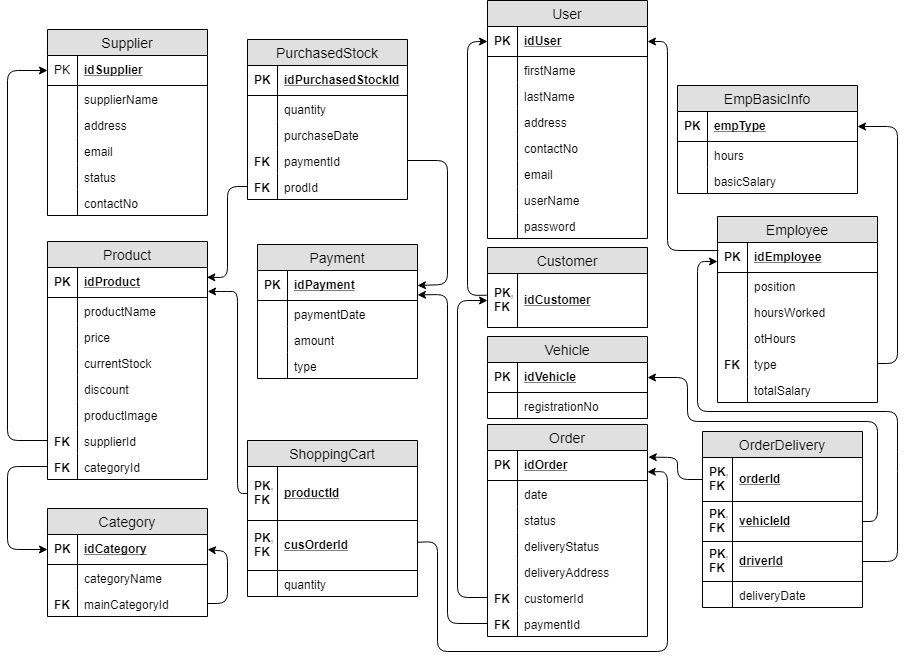 Supplier
PK idSupplier
supplierName
address
email
status
contactNo
PurchasedStock
PK idPurchasedStockId
quantity
purchaseDate
FK paymentId
FK prodId
User
PK idUser
firstName
lastName
address
contactNo
email
userName
password
EmpBasicInfo
PK empType
hours
basicSalary
Product
PK idProduct
productName
price
currentStock
discount
productImage
FK supplierId
FK categoryId
Payment
PK idPayment
paymentDate
amount
type
Customer
PK, FK idCustomer
Employee
PK idEmployee
position
hoursWorked
otHours
FK type
totalSalary
Vehicle
PK idVehicle
registrationNo
Category
PK idCategory
categoryName
FK mainCategoryId
ShoppingCart
PK, FK productId
PK, FK cusOrderId
quantity
Order
PK idOrder
date
status
deliveryStatus
deliveryAddress
FK customerId
FK paymentId
OrderDelivery
PK, FK orderId
PK, FK vehicleId
PK, FK driverId
deliveryDate